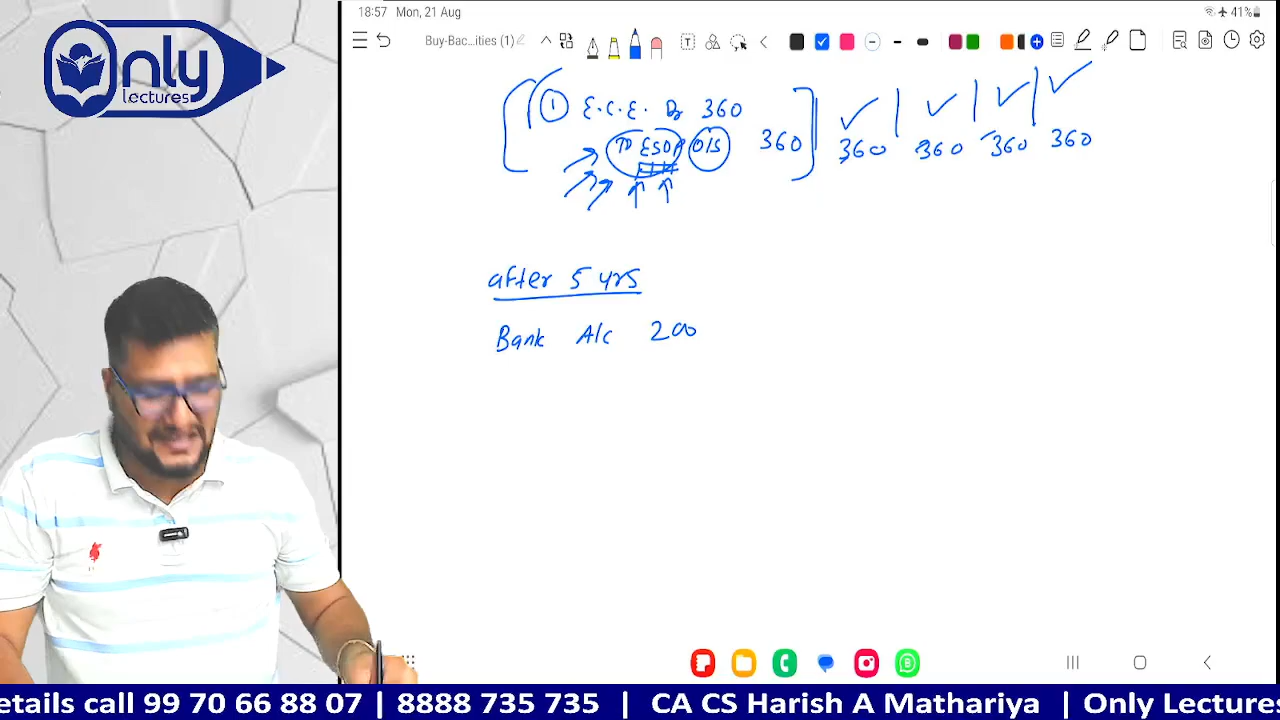 18:57 Mon, 21 Aug
41%
Only
lectures
Buy-Bac...ities (1)
① E.C.E. Dr 360
To ESOP O/S 360
360 360 360 360
after 5 yrs
Bank A/c 200
etails call 99 70 66 88 07 | 8888 735 735 | CA CS Harish A Mathariya | Only Lectures